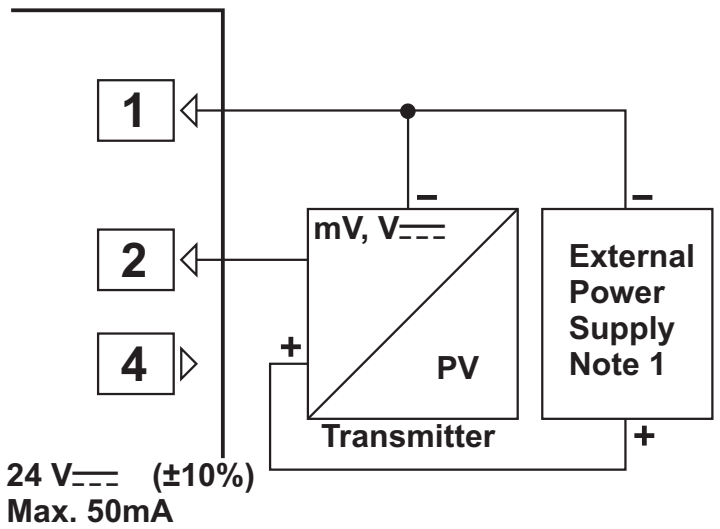 1
2
4
mV, V⎓
PV
Transmitter
External
Power
Supply
Note 1
−
−
+
+
24 V⎓ (±10%)
Max. 50mA